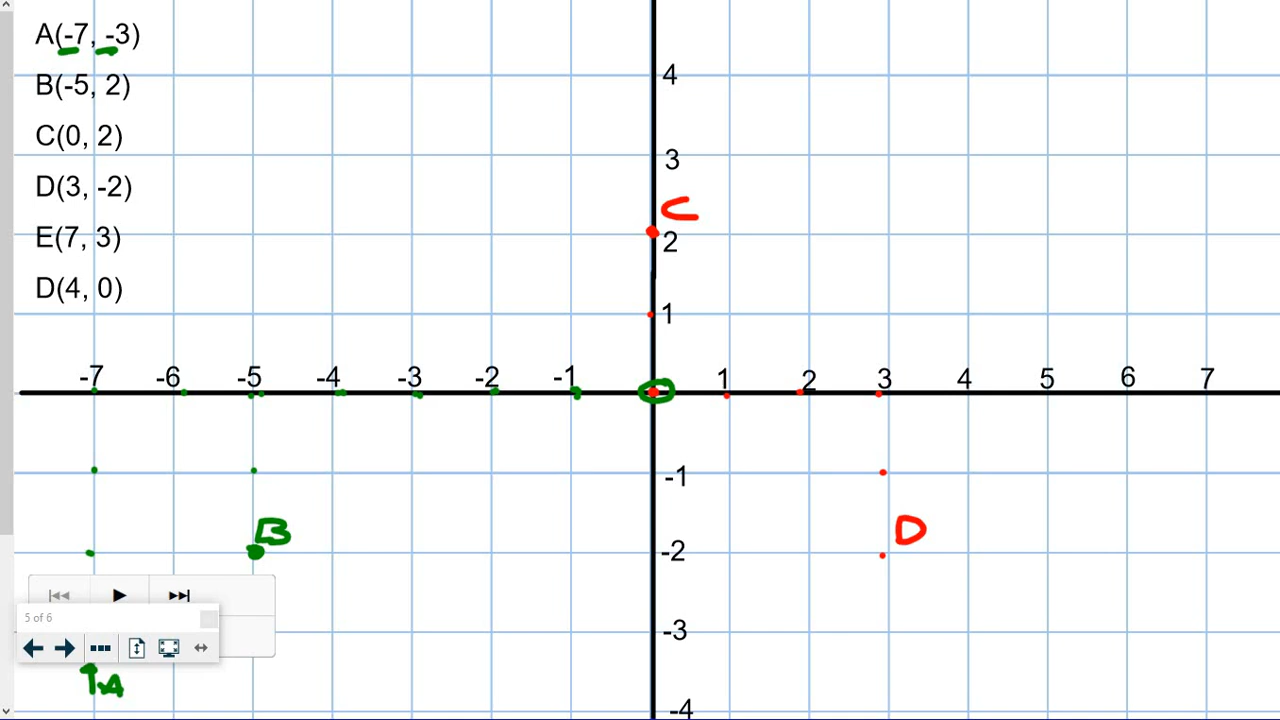 A(-7, -3)
B(-5, 2)
C(0, 2)
D(3, -2)
E(7, 3)
D(4, 0)
4
3
C
2
1
-7 -6 -5 -4 -3 -2 -1 1 2 3 4 5 6 7
-1
B
D
-2
5 of 6
-3
A
-4